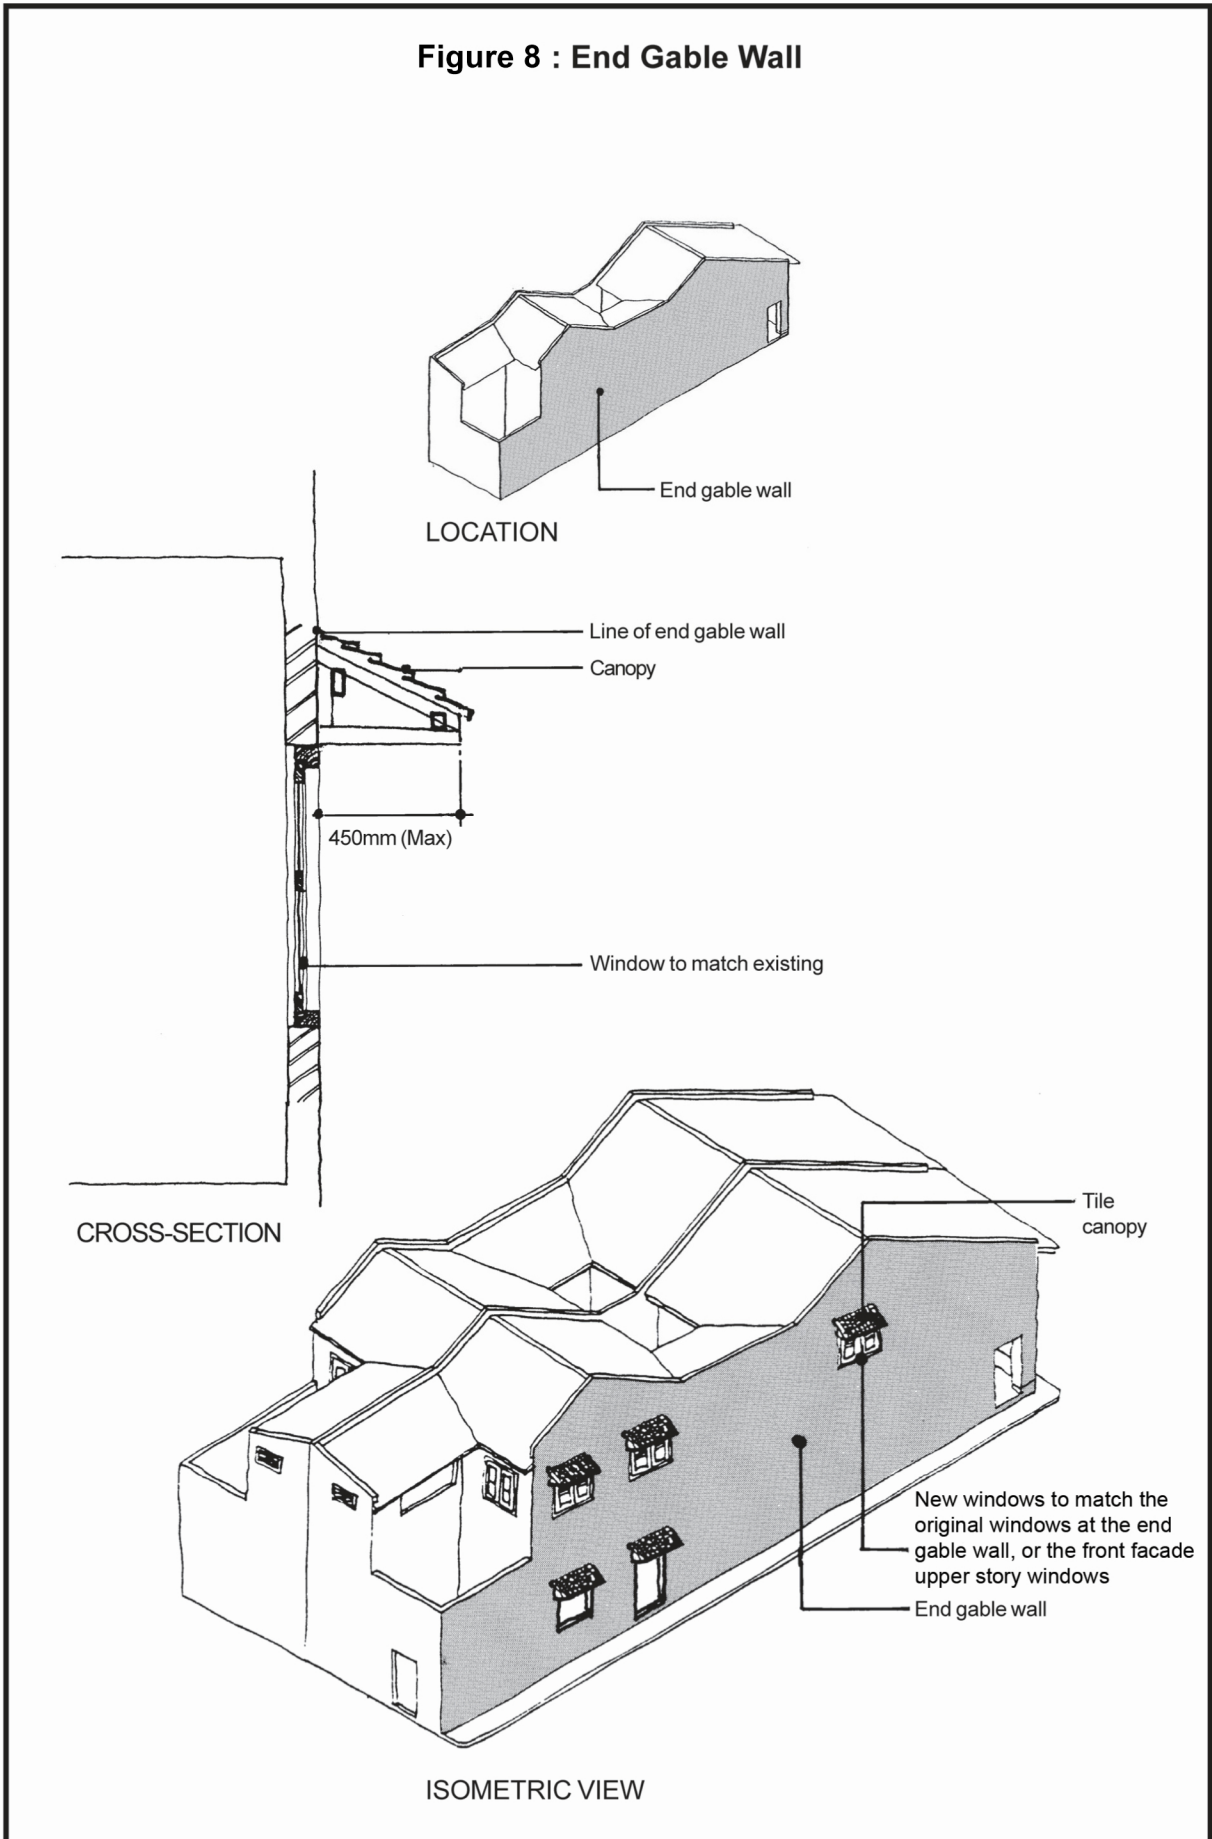 Figure 8 : End Gable Wall
End gable wall
LOCATION
Line of end gable wall
Canopy
450mm (Max)
Window to match existing
CROSS-SECTION
Tile
canopy
New windows to match the
original windows at the end
gable wall, or the front facade
upper story windows
End gable wall
ISOMETRIC VIEW